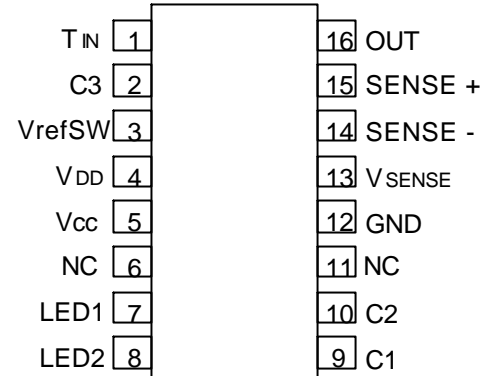 TIN 1 16 OUT
C3 2 15 SENSE +
VrefSW 3 14 SENSE -
VDD 4 13 VSENSE
Vcc 5 12 GND
NC 6 11 NC
LED1 7 10 C2
LED2 8 9 C1